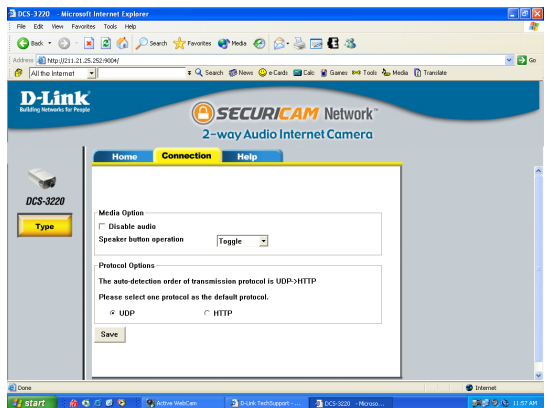 DCS-3220 - Microsoft Internet Explorer
File Edit View Favorites Tools Help
Back Search Favorites Media
Address http://211.21.25.252:9004/ Go
All the Internet Search News e-Cards Calc Games Tools Media Translate
D-Link
Building Networks for People
SECURICAM Network™
2-way Audio Internet Camera
Home Connection Help
DCS-3220
Type
Media Option
Disable audio
Speaker button operation Toggle
Protocol Options
The auto-detection order of transmission protocol is UDP->HTTP
Please select one protocol as the default protocol.
UDP HTTP
Save
Done Internet
start Active WebCam D-Link TechSupport - ... DCS-3220 - Microso... 11:57 AM